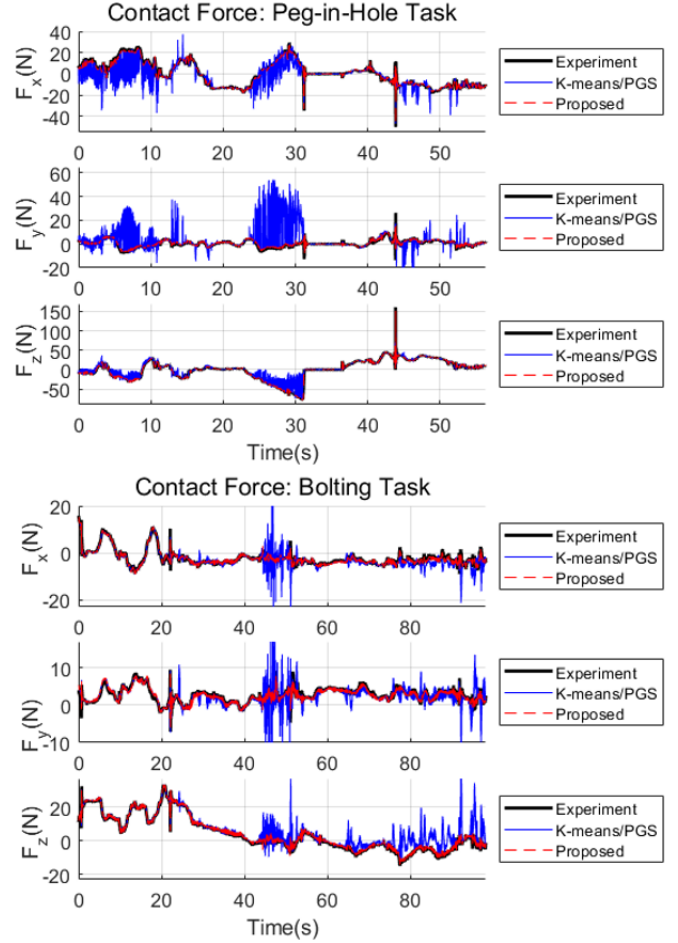 Contact Force: Peg-in-Hole Task
F_x(N)
40
20
0
-20
-40
0 10 20 30 40 50
Experiment
K-means/PGS
Proposed
F_y(N)
60
40
20
0
-20
0 10 20 30 40 50
Experiment
K-means/PGS
Proposed
F_z(N)
150
100
50
0
-50
0 10 20 30 40 50
Time(s)
Experiment
K-means/PGS
Proposed
Contact Force: Bolting Task
F_x(N)
20
0
-20
0 20 40 60 80
Experiment
K-means/PGS
Proposed
F_y(N)
10
0
-10
0 20 40 60 80
Experiment
K-means/PGS
Proposed
F_z(N)
20
0
-20
0 20 40 60 80
Time(s)
Experiment
K-means/PGS
Proposed